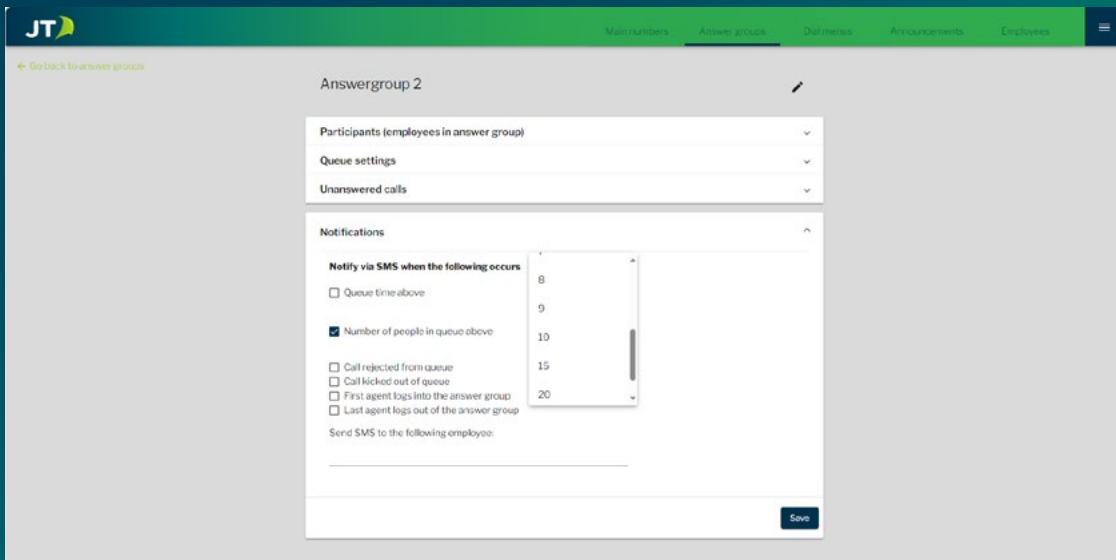 JT
Main numbers Answer groups Dial menus Announcements Employees
← Go back to answer groups
Answergroup 2
Participants (employees in answer group)
Queue settings
Unanswered calls
Notifications
Notify via SMS when the following occurs
8
Queue time above
9
Number of people in queue above
10
15
Call rejected from queue
Call kicked out of queue
20
First agent logs into the answer group
Last agent logs out of the answer group
Send SMS to the following employee:
Save